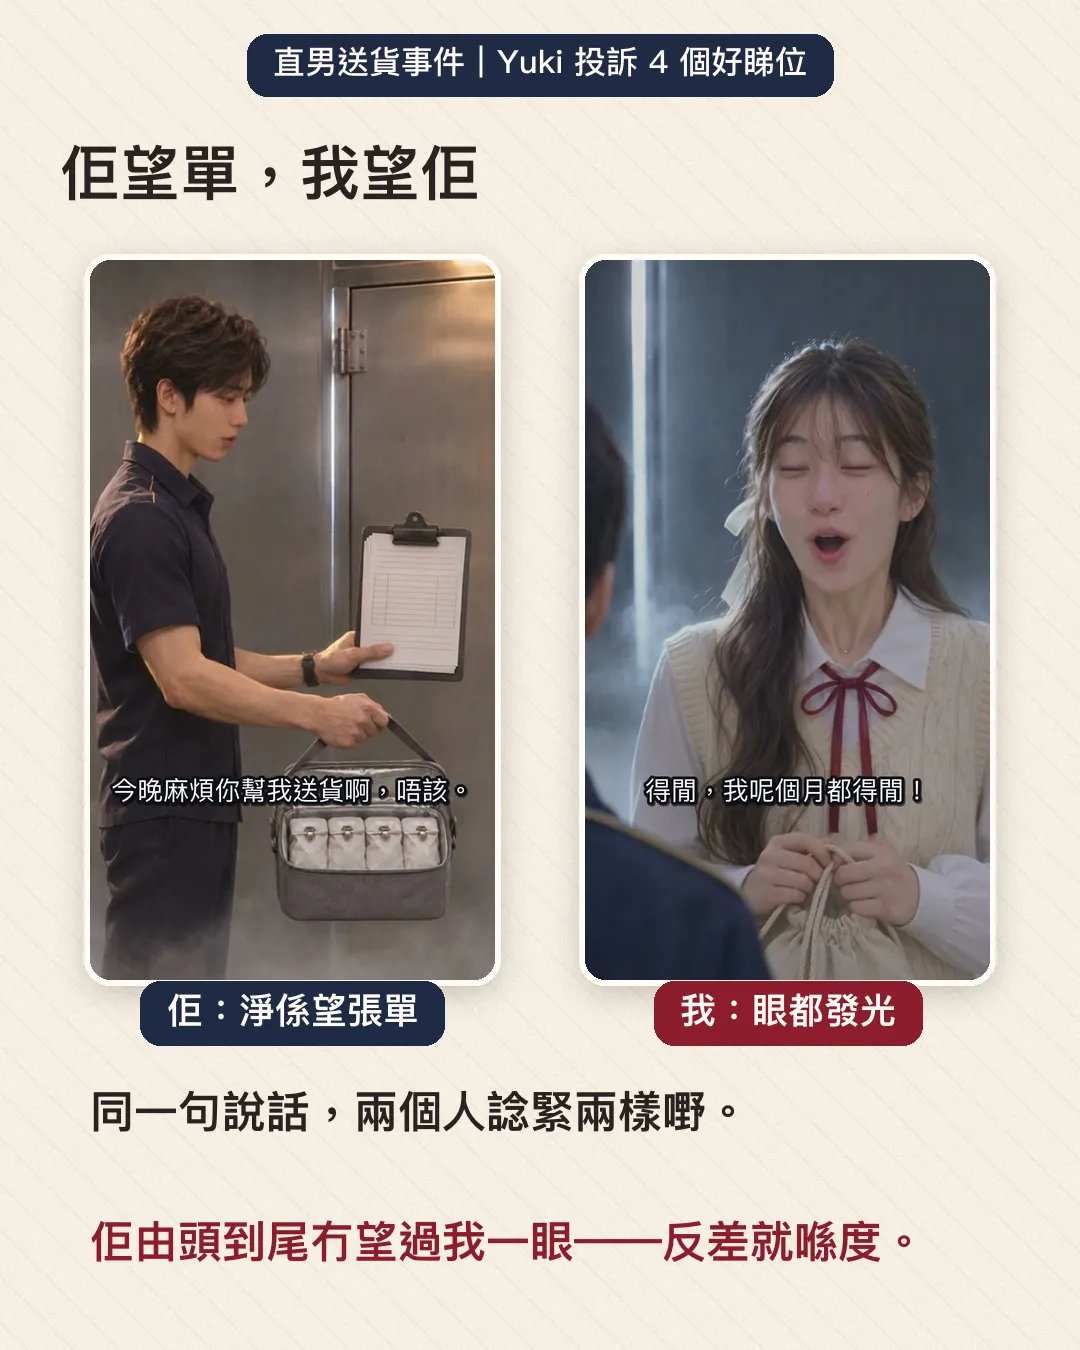 直男送貨事件｜Yuki 投訴 4 個好睇位
佢望單，我望佢
今晚麻煩你幫我送貨啊，唔該。
得閒，我呢個月都得閒！
佢：淨係望張單
我：眼都發光
同一句說話，兩個人諗緊兩樣嘢。
佢由頭到尾冇望過我一眼——反差就喺度。